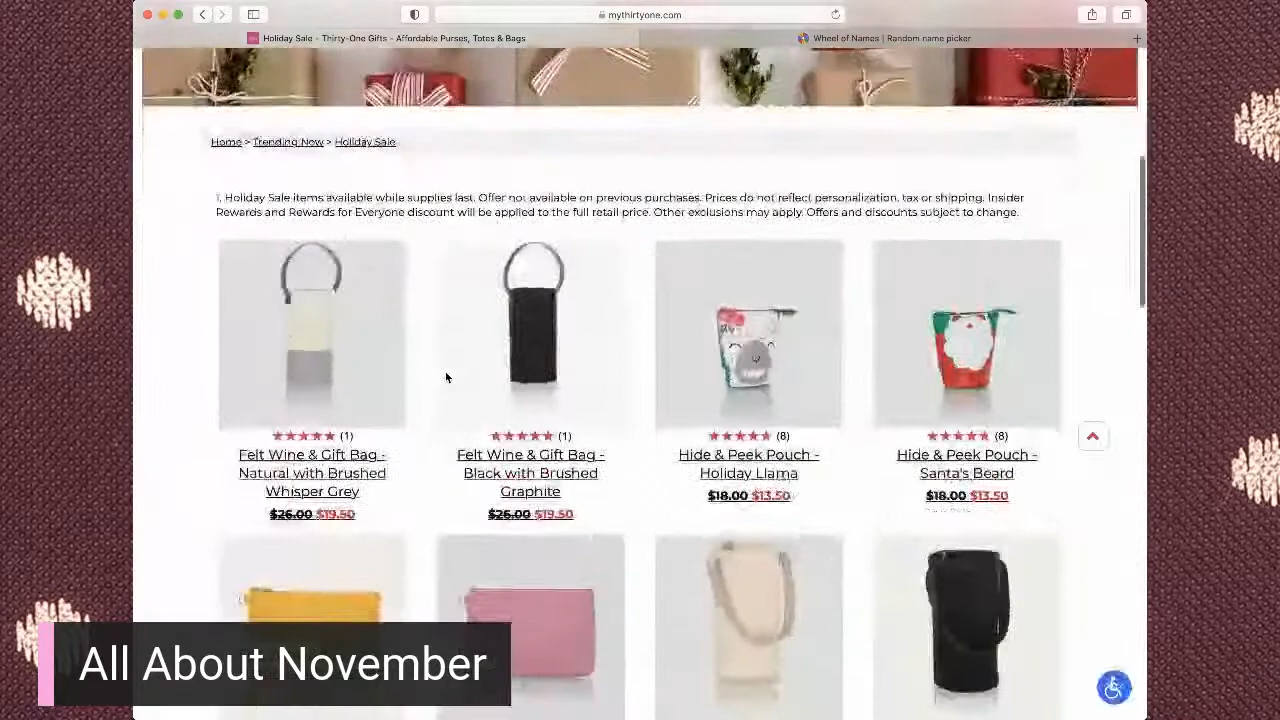 mythirtyone.com
Holiday Sale - Thirty-One Gifts - Affordable Purses, Totes & Bags
Wheel of Names | Random name picker
Home > Trending Now > Holiday Sale
1. Holiday Sale items available while supplies last. Offer not available on previous purchases. Prices do not reflect personalization, tax or shipping. Insider
Rewards and Rewards for Everyone discount will be applied to the full retail price. Other exclusions may apply. Offers and discounts subject to change.
(1) (1) (8) (8)
Felt Wine & Gift Bag - Felt Wine & Gift Bag - Hide & Peek Pouch - Hide & Peek Pouch -
Natural with Brushed Black with Brushed Holiday Llama Santa's Beard
Whisper Grey Graphite $18.00 $13.50 $18.00 $13.50
$26.00 $19.50 $26.00 $19.50
All About November